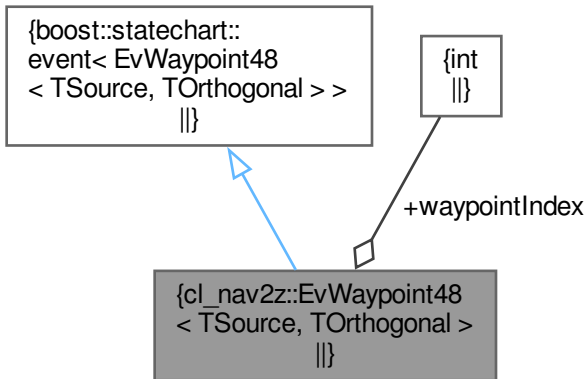 {boost::statechart::
event< EvWaypoint48
< TSource, TOrthogonal > >
||}
{int
||}
+waypointIndex
{cl_nav2z::EvWaypoint48
< TSource, TOrthogonal >
||}